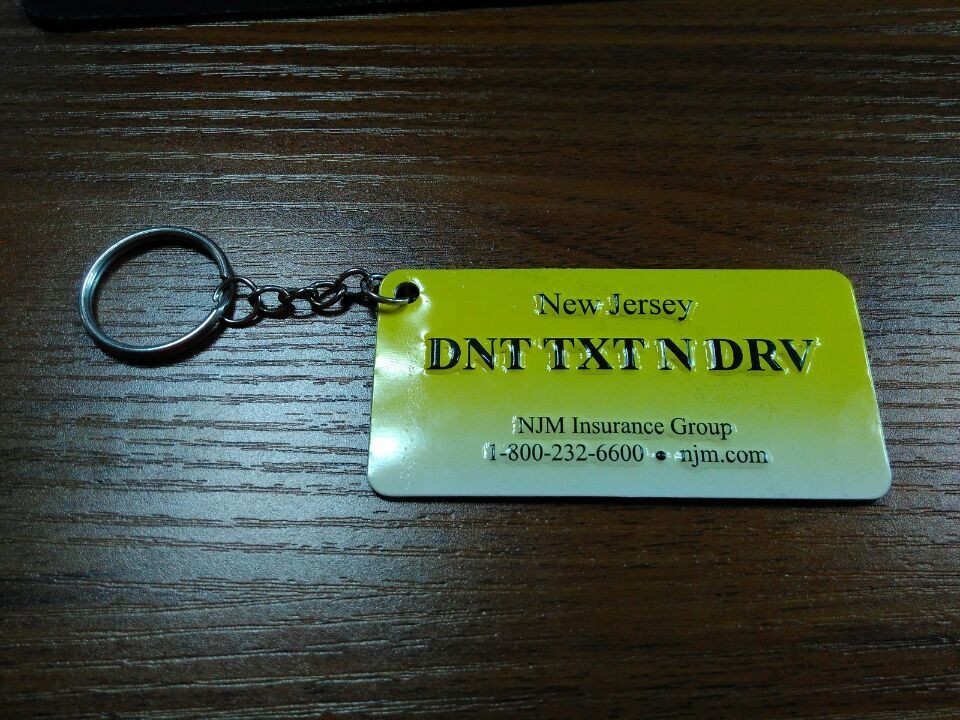 New Jersey
DNT TXT N DRV
NJM Insurance Group
1-800-232-6600 • njm.com